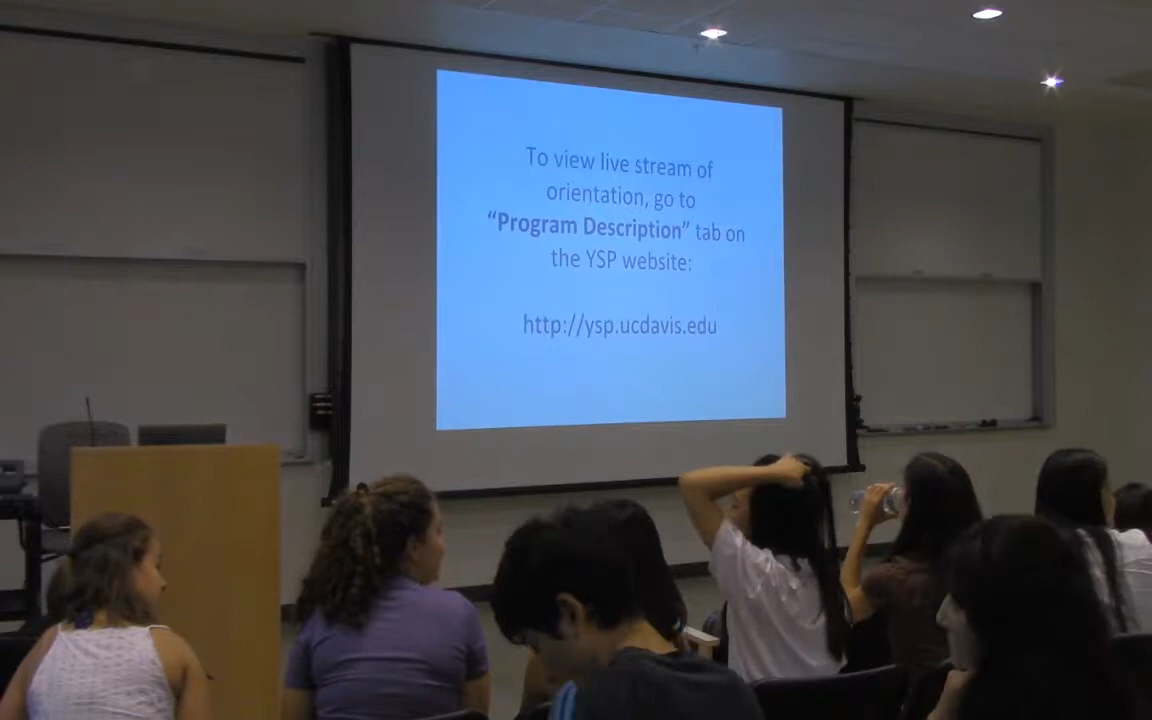 To view live stream of
orientation, go to
“Program Description” tab on
the YSP website:
http://ysp.ucdavis.edu